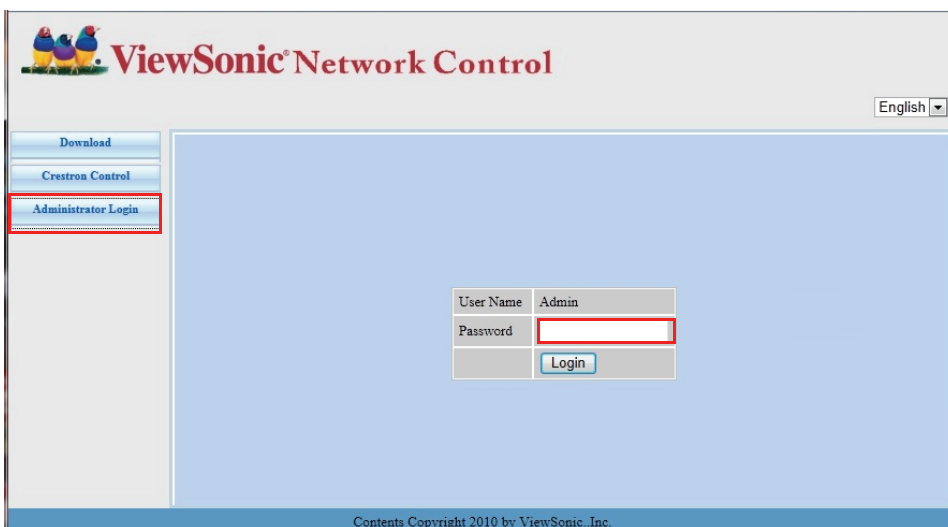 ViewSonic® Network Control
English
Download
Crestron Control
Administrator Login
User Name Admin
Password
Login
Contents Copyright 2010 by ViewSonic.,Inc.